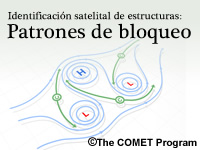 Identificación satelital de estructuras:
Patrones de bloqueo
H
L
L
©The COMET Program